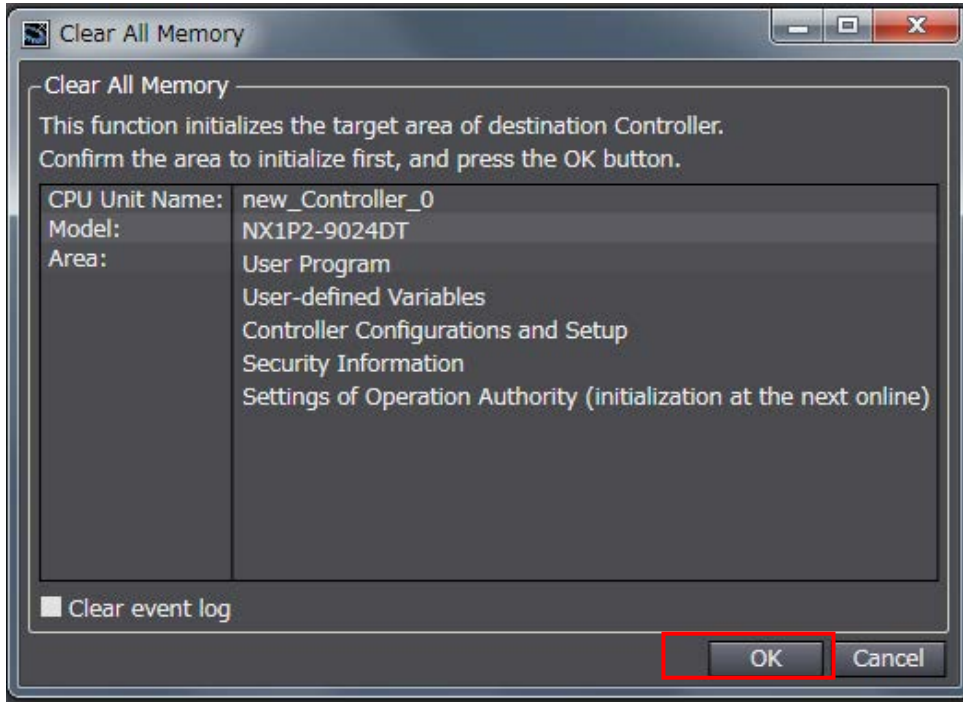 Clear All Memory
Clear All Memory
This function initializes the target area of destination Controller.
Confirm the area to initialize first, and press the OK button.
CPU Unit Name: new_Controller_0
Model: NX1P2-9024DT
Area: User Program
User-defined Variables
Controller Configurations and Setup
Security Information
Settings of Operation Authority (initialization at the next online)
Clear event log
OK Cancel